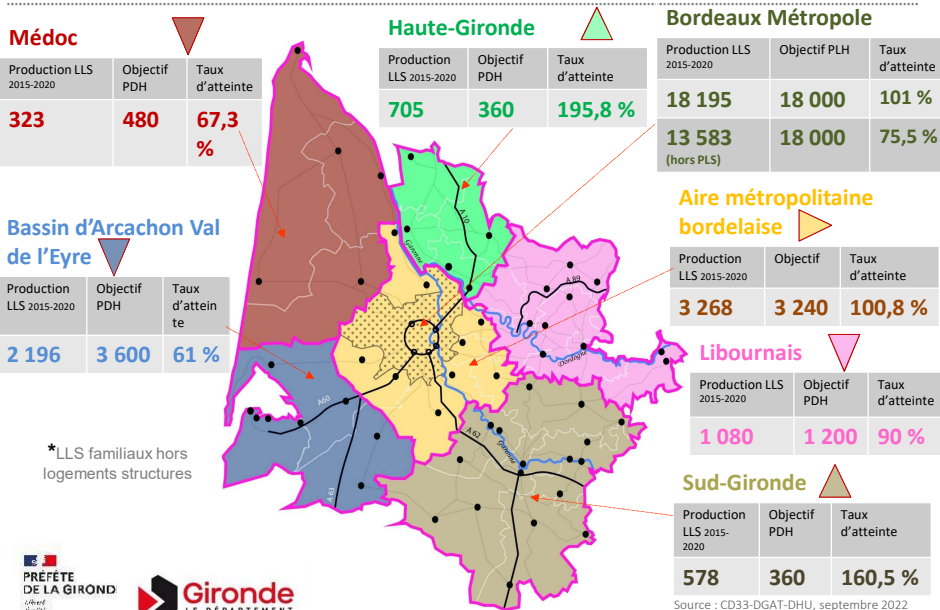 Médoc
Production LLS 2015-2020
Objectif PDH
Taux d'atteinte
323
480
67,3 %
Haute-Gironde
Production LLS 2015-2020
Objectif PDH
Taux d'atteinte
705
360
195,8 %
Bordeaux Métropole
Production LLS 2015-2020
Objectif PLH
Taux d'atteinte
18 195
18 000
101 %
13 583 (hors PLS)
18 000
75,5 %
Bassin d'Arcachon Val de l'Eyre
Production LLS 2015-2020
Objectif PDH
Taux d'attein te
2 196
3 600
61 %
Aire métropolitaine bordelaise
Production LLS 2015-2020
Objectif
Taux d'atteinte
3 268
3 240
100,8 %
Libournais
Production LLS 2015-2020
Objectif PDH
Taux d'atteinte
1 080
1 200
90 %
Sud-Gironde
Production LLS 2015-2020
Objectif PDH
Taux d'atteinte
578
360
160,5 %
A 10
Garonne
A 89
Dordogne
A60
A 62
Garonne
A 63
*LLS familiaux hors
logements structures
PRÉFÈTE
DE LA GIROND
Liberté
Gironde
LE DÉPARTEMENT
Source : CD33-DGAT-DHU, septembre 2022